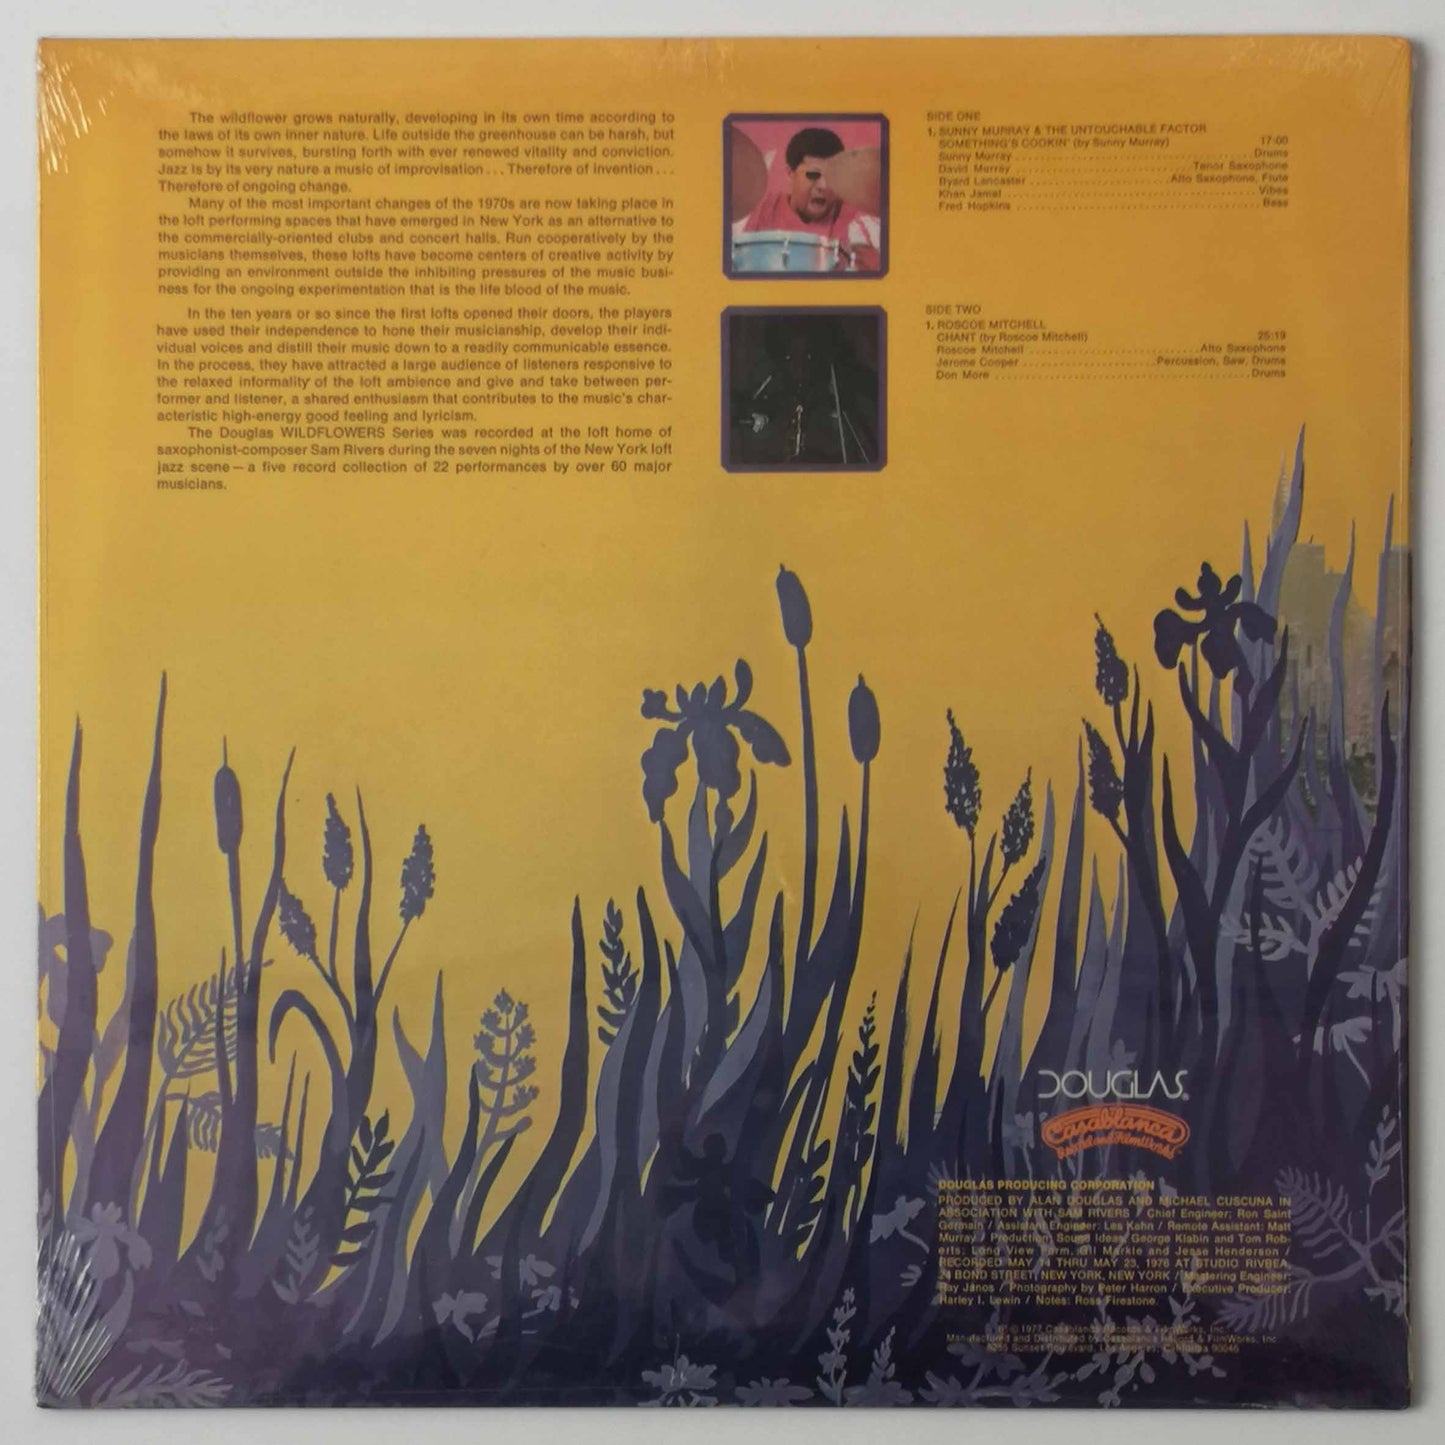 The wildflower grows naturally, developing in its own time according to
the laws of its own inner nature. Life outside the greenhouse can be harsh, but
somehow it survives, bursting forth with ever renewed vitality and conviction.
Jazz is by its very nature a music of improvisation . . . Therefore of invention . . .
Therefore of ongoing change.
Many of the most important changes of the 1970s are now taking place in
the loft performing spaces that have emerged in New York as an alternative to
the commercially-oriented clubs and concert halls. Run cooperatively by the
musicians themselves, these lofts have become centers of creative activity by
providing an environment outside the inhibiting pressures of the music busi-
ness for the ongoing experimentation that is the life blood of the music.
In the ten years or so since the first lofts opened their doors, the players
have used their independence to hone their musicianship, develop their indi-
vidual voices and distill their music down to a readily communicable essence.
In the process, they have attracted a large audience of listeners responsive to
the relaxed informality of the loft ambience and give and take between per-
former and listener, a shared enthusiasm that contributes to the music's char-
acteristic high-energy good feeling and lyricism.
The Douglas WILDFLOWERS Series was recorded at the loft home of
saxophonist-composer Sam Rivers during the seven nights of the New York loft
jazz scene — a five record collection of 22 performances by over 60 major
musicians.
SIDE ONE
1. SUNNY MURRAY & THE UNTOUCHABLE FACTOR
SOMETHING'S COOKIN' (by Sunny Murray) 17:00
Sunny Murray Drums
David Murray Tenor Saxophone
Byard Lancaster Alto Saxophone, Flute
Khan Jamal Vibes
Fred Hopkins Bass
SIDE TWO
1. ROSCOE MITCHELL
CHANT (by Roscoe Mitchell) 25:19
Roscoe Mitchell Alto Saxophone
Jerome Cooper Percussion, Saw, Drums
Don More Drums
DOUGLAS®
Casablanca
Record and FilmWorks
DOUGLAS PRODUCING CORPORATION
PRODUCED BY ALAN DOUGLAS AND MICHAEL CUSCUNA IN
ASSOCIATION WITH SAM RIVERS / Chief Engineer: Ron Saint
Germain / Assistant Engineer: Les Kahn / Remote Assistant: Matt
Murray / Production: Sound Ideas, George Klabin and Tom Rob-
erts; Long View Farm, Gil Markle and Jesse Henderson /
RECORDED MAY 14 THRU MAY 23, 1976 AT STUDIO RIVBEA,
24 BOND STREET, NEW YORK, NEW YORK / Mastering Engineer:
Ray Janos / Photography by Peter Harron / Executive Producer:
Harley I. Lewin / Notes: Ross Firestone.
℗ © 1977 Casablanca Records & FilmWorks, Inc.
Manufactured and Distributed by Casablanca Record & FilmWorks, Inc
8255 Sunset Boulevard, Los Angeles, California 90046